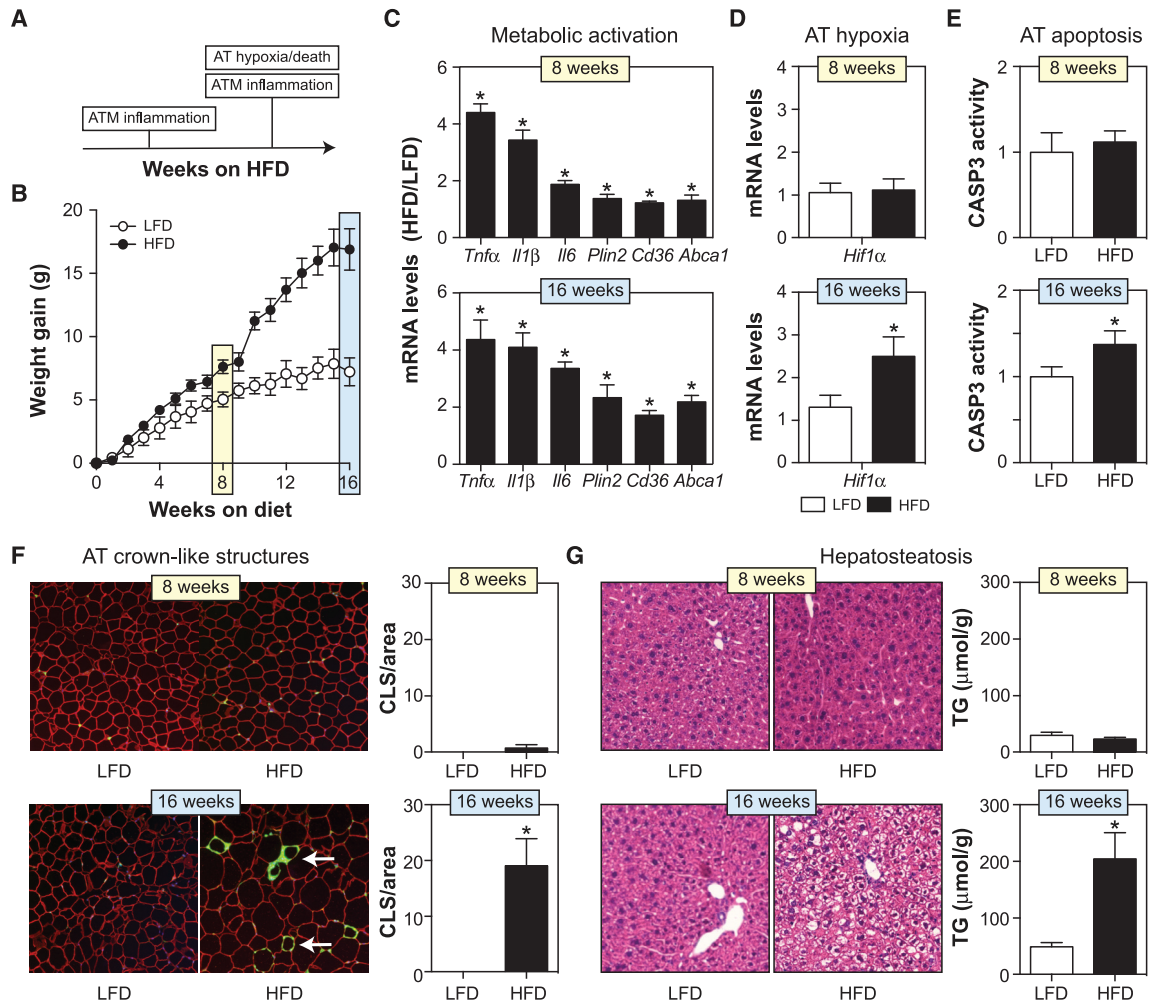 A
AT hypoxia/death
ATM inflammation
ATM inflammation
Weeks on HFD
B
20
15
10
5
0
Weight gain (g)
LFD
HFD
0 4 8 12 16
Weeks on diet
C Metabolic activation
mRNA levels (HFD/LFD)
8 weeks
6
4
2
0
* * * * * *
Tnfα Il1β Il6 Plin2 Cd36 Abca1
16 weeks
6
4
2
0
* * * * * *
Tnfα Il1β Il6 Plin2 Cd36 Abca1
D AT hypoxia
8 weeks
mRNA levels
4
3
2
1
0
Hif1α
16 weeks
mRNA levels
4
3
2
1
0
*
Hif1α
LFD HFD
E AT apoptosis
8 weeks
CASP3 activity
2
1
0
LFD HFD
16 weeks
CASP3 activity
2
1
0
*
LFD HFD
F AT crown-like structures
8 weeks
LFD HFD
8 weeks
CLS/area
30
20
10
0
LFD HFD
16 weeks
LFD HFD
16 weeks
CLS/area
30
20
10
0
*
LFD HFD
G Hepatosteatosis
8 weeks
LFD HFD
8 weeks
TG (μmol/g)
300
200
100
0
LFD HFD
16 weeks
LFD HFD
16 weeks
TG (μmol/g)
300
200
100
0
*
LFD HFD